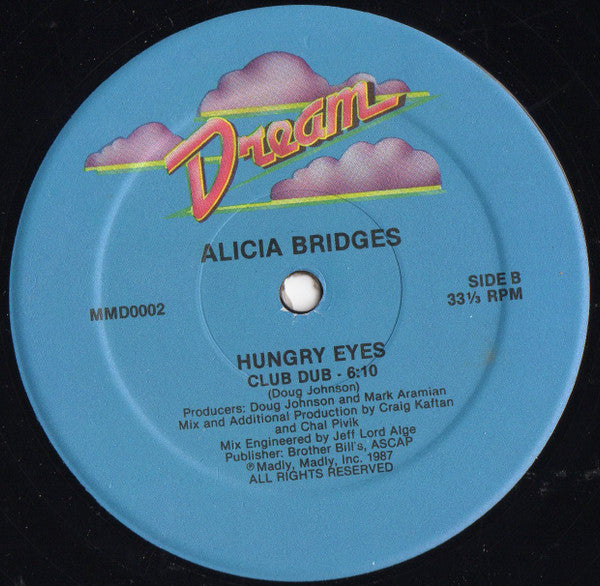 Dream
ALICIA BRIDGES
MMD0002
SIDE B
33⅓ RPM
HUNGRY EYES
CLUB DUB - 6:10
(Doug Johnson)
Producers: Doug Johnson and Mark Aramian
Mix and Additional Production by Craig Kaftan
and Chal Pivik
Mix Engineered by Jeff Lord Alge
Publisher: Brother Bill's, ASCAP
℗Madly, Madly, Inc. 1987
ALL RIGHTS RESERVED